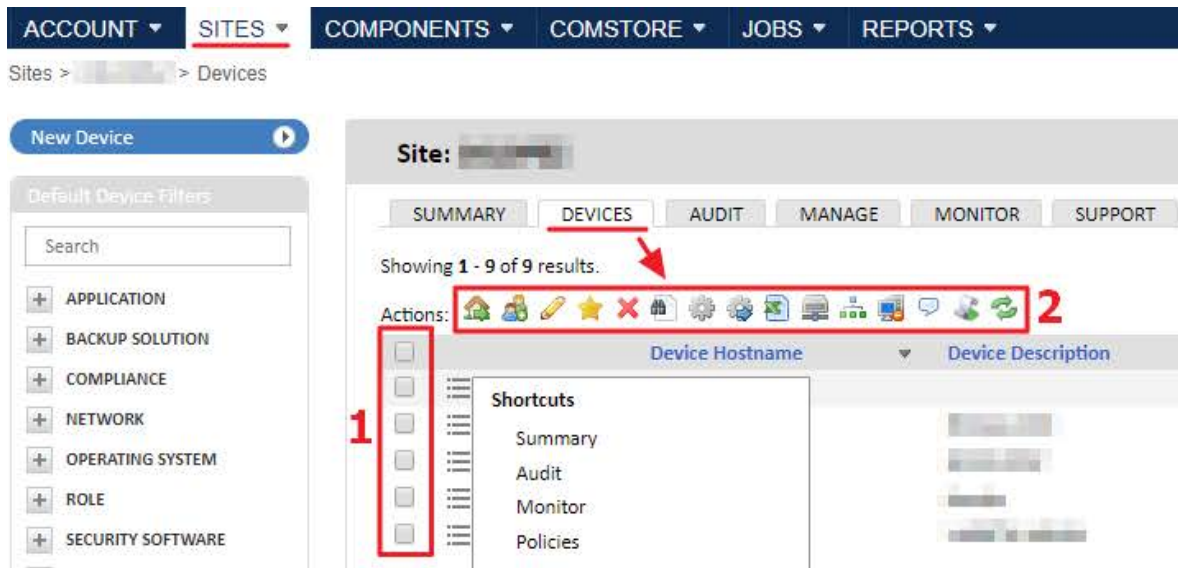 ACCOUNT SITES COMPONENTS COMSTORE JOBS REPORTS
Sites > > Devices
New Device
Site:
Default Device Filters
SUMMARY DEVICES AUDIT MANAGE MONITOR SUPPORT
Search
Showing 1 - 9 of 9 results.
APPLICATION
Actions: 2
BACKUP SOLUTION
Device Hostname Device Description
COMPLIANCE
Shortcuts
NETWORK
1
Summary
OPERATING SYSTEM
Audit
ROLE
Monitor
SECURITY SOFTWARE
Policies